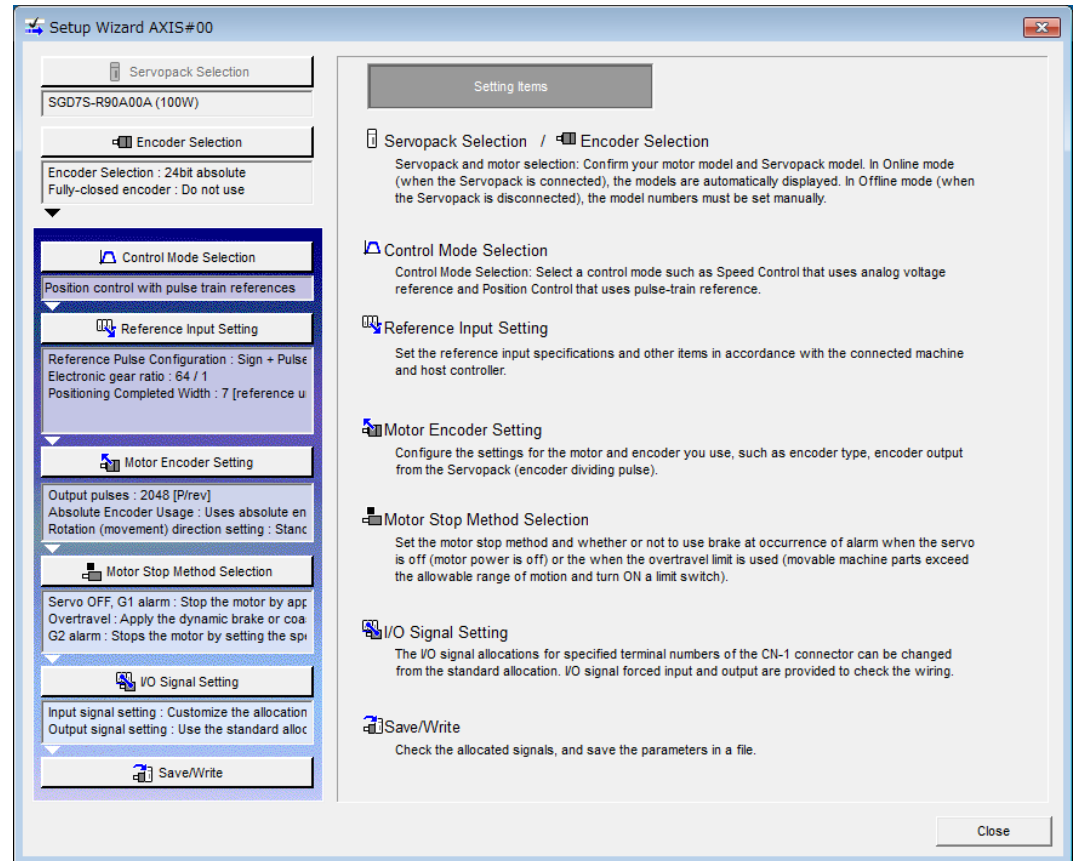 Setup Wizard AXIS#00
Servopack Selection
SGD7S-R90A00A (100W)
Encoder Selection
Encoder Selection : 24bit absolute
Fully-closed encoder : Do not use
Control Mode Selection
Position control with pulse train references
Reference Input Setting
Reference Pulse Configuration : Sign + Pulse
Electronic gear ratio : 64 / 1
Positioning Completed Width : 7 [reference u
Motor Encoder Setting
Output pulses : 2048 [P/rev]
Absolute Encoder Usage : Uses absolute en
Rotation (movement) direction setting : Stanc
Motor Stop Method Selection
Servo OFF, G1 alarm : Stop the motor by app
Overtravel : Apply the dynamic brake or coa
G2 alarm : Stops the motor by setting the spe
I/O Signal Setting
Input signal setting : Customize the allocation
Output signal setting : Use the standard alloc
Save/Write
Setting Items
Servopack Selection / Encoder Selection
Servopack and motor selection: Confirm your motor model and Servopack model. In Online mode
(when the Servopack is connected), the models are automatically displayed. In Offline mode (when
the Servopack is disconnected), the model numbers must be set manually.
Control Mode Selection
Control Mode Selection: Select a control mode such as Speed Control that uses analog voltage
reference and Position Control that uses pulse-train reference.
Reference Input Setting
Set the reference input specifications and other items in accordance with the connected machine
and host controller.
Motor Encoder Setting
Configure the settings for the motor and encoder you use, such as encoder type, encoder output
from the Servopack (encoder dividing pulse).
Motor Stop Method Selection
Set the motor stop method and whether or not to use brake at occurrence of alarm when the servo
is off (motor power is off) or the when the overtravel limit is used (movable machine parts exceed
the allowable range of motion and turn ON a limit switch).
I/O Signal Setting
The I/O signal allocations for specified terminal numbers of the CN-1 connector can be changed
from the standard allocation. I/O signal forced input and output are provided to check the wiring.
Save/Write
Check the allocated signals, and save the parameters in a file.
Close